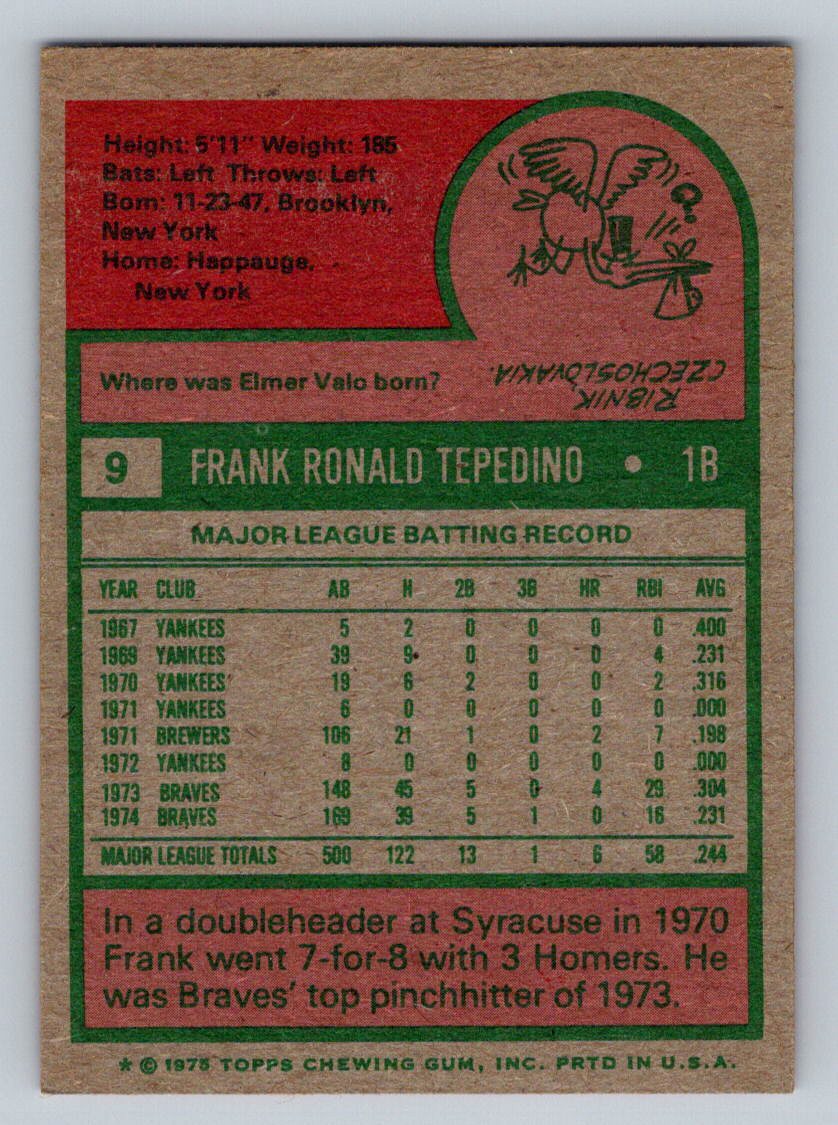 Height: 5'11" Weight: 185
Bats: Left Throws: Left
Born: 11-23-47, Brooklyn,
New York
Home: Happauge,
New York
Where was Elmer Valo born?
RIBNIK
CZECHOSLOVAKIA.
9 FRANK RONALD TEPEDINO • 1B
MAJOR LEAGUE BATTING RECORD
YEAR CLUB AB H 2B 3B HR RBI AVG
1967 YANKEES 5 2 0 0 0 0 .400
1969 YANKEES 39 9 0 0 0 4 .231
1970 YANKEES 19 6 2 0 0 2 .316
1971 YANKEES 6 0 0 0 0 0 .000
1971 BREWERS 106 21 1 0 2 7 .198
1972 YANKEES 8 0 0 0 0 0 .000
1973 BRAVES 148 45 5 0 4 29 .304
1974 BRAVES 169 39 5 1 0 16 .231
MAJOR LEAGUE TOTALS 500 122 13 1 6 58 .244
In a doubleheader at Syracuse in 1970
Frank went 7-for-8 with 3 Homers. He
was Braves' top pinchhitter of 1973.
* © 1975 TOPPS CHEWING GUM, INC. PRTD IN U.S.A.